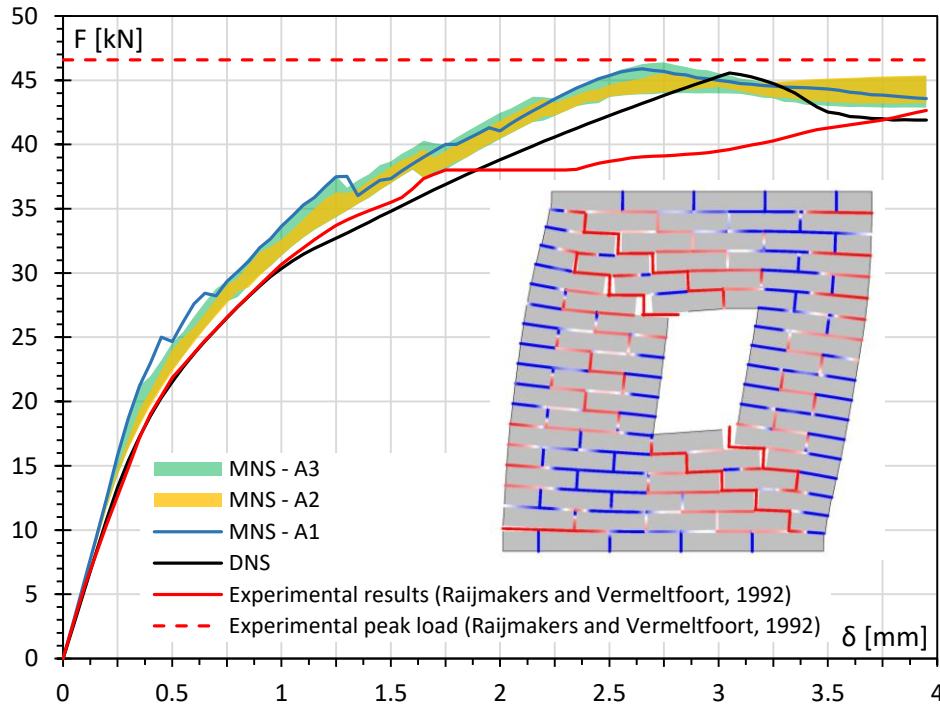 50
F [kN]
45
40
35
30
25
20
15
MNS - A3
MNS - A2
10
MNS - A1
DNS
5
Experimental results (Raijmakers and Vermeltfoort, 1992)
Experimental peak load (Raijmakers and Vermeltfoort, 1992)
δ [mm]
0
0 0.5 1 1.5 2 2.5 3 3.5 4